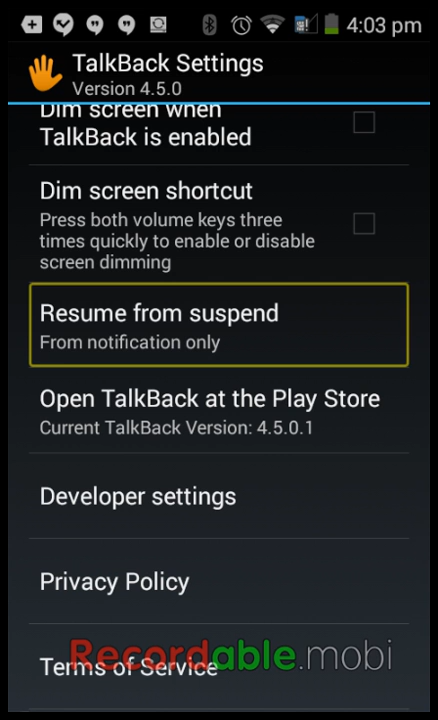 4:03 pm
TalkBack Settings
Version 4.5.0
Dim screen when
TalkBack is enabled
Dim screen shortcut
Press both volume keys three
times quickly to enable or disable
screen dimming
Resume from suspend
From notification only
Open TalkBack at the Play Store
Current TalkBack Version: 4.5.0.1
Developer settings
Privacy Policy
Recordable.mobi
Terms of Service